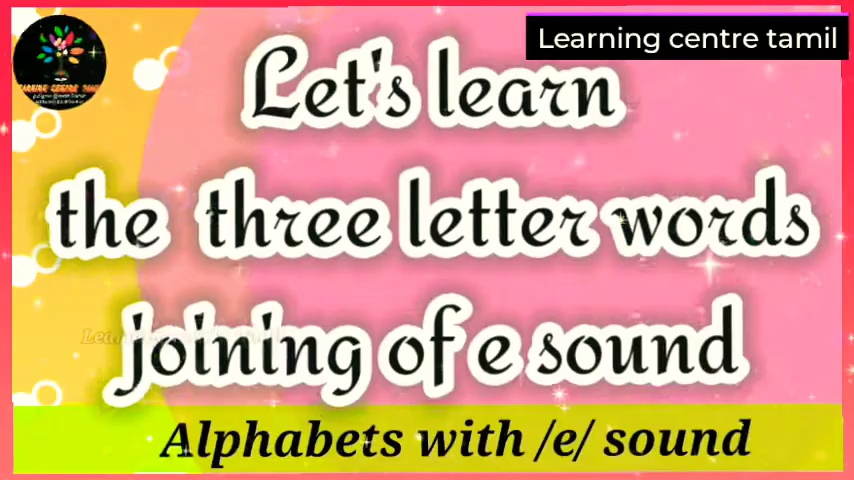 Learning centre tamil
Let's learn
the three letter words
joining of e sound
Alphabets with /e/ sound